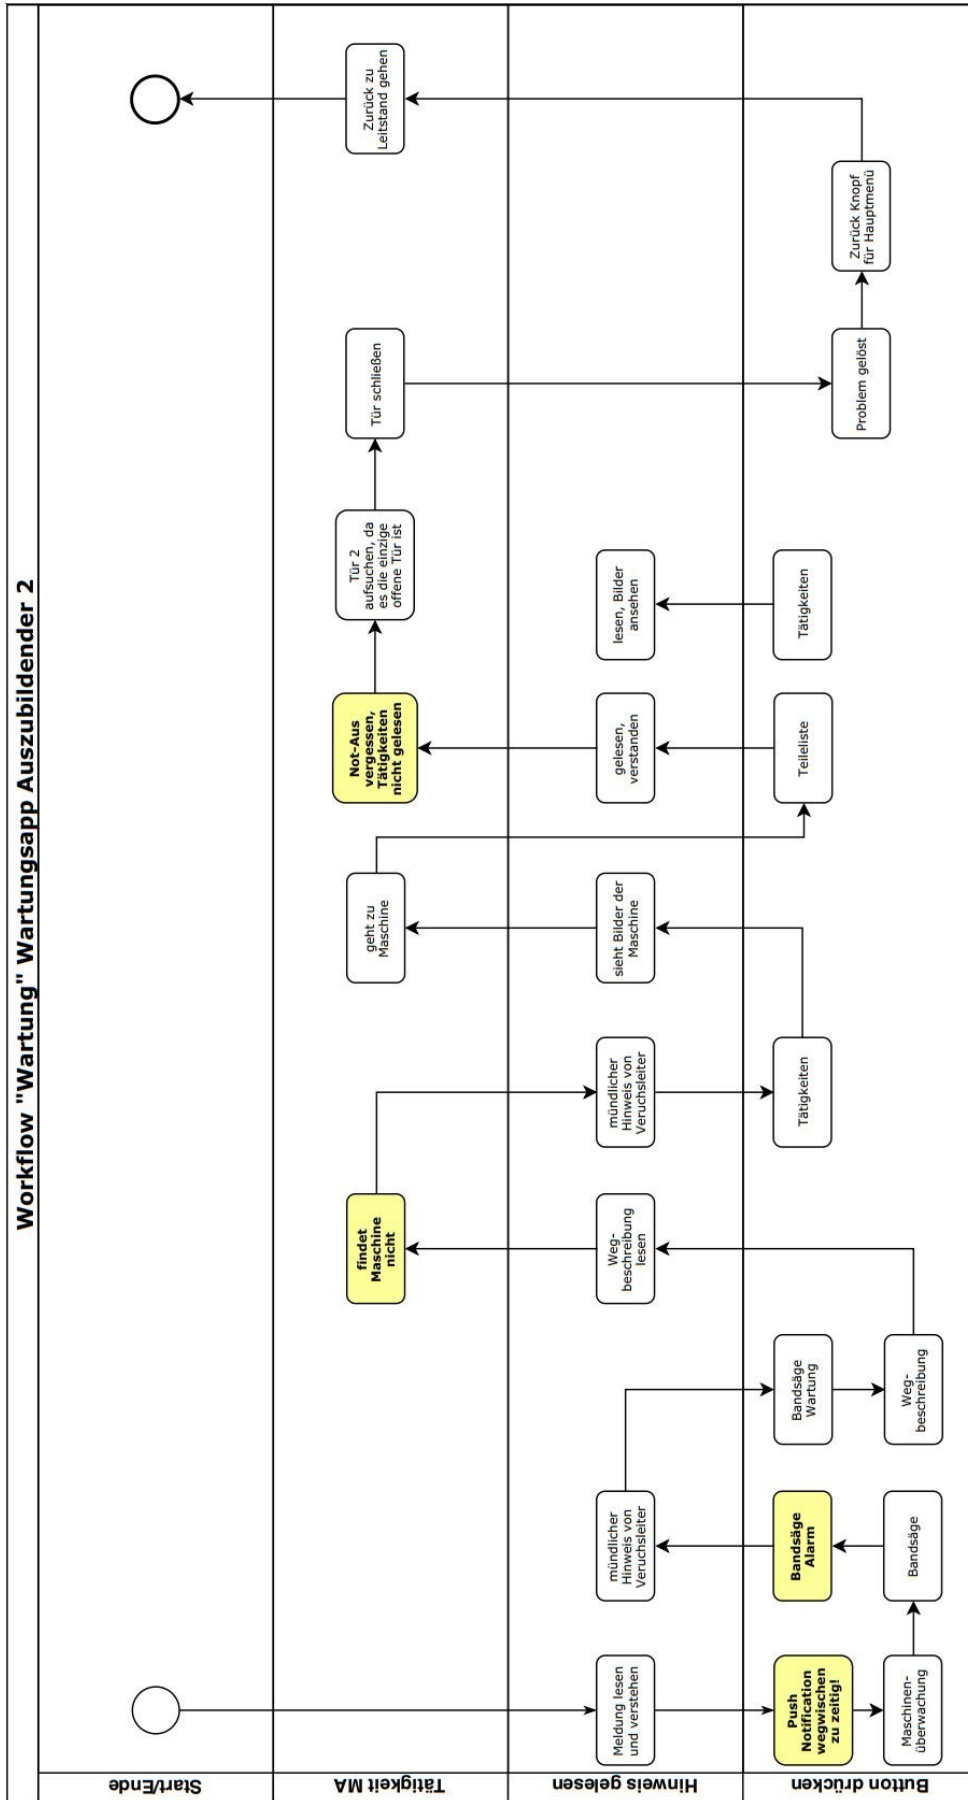 Workflow "Wartung" Wartungsapp Auszubildender 2
Start/Ende
Tätigkeit MA
findet
Maschine
nicht
geht zu
Maschine
Not-Aus
vergessen,
Tätigkeiten
nicht gelesen
Tür 2
aufsuchen, da
es die einzige
offene Tür ist
Tür schließen
Zurück zu
Leitstand gehen
Hinweis gelesen
Meldung lesen
und verstehen
mündlicher
Hinweis von
Veruchsleiter
Weg-
beschreibung
lesen
mündlicher
Hinweis von
Veruchsleiter
sieht Bilder der
Maschine
gelesen,
verstanden
lesen, Bilder
ansehen
Button drücken
Push
Notification
wegwischen
zu zeitig!
Maschinen-
überwachung
Bandsäge
Alarm
Bandsäge
Bandsäge
Wartung
Weg-
beschreibung
Tätigkeiten
Teileliste
Tätigkeiten
Problem gelöst
Zurück Knopf
für Hauptmenü